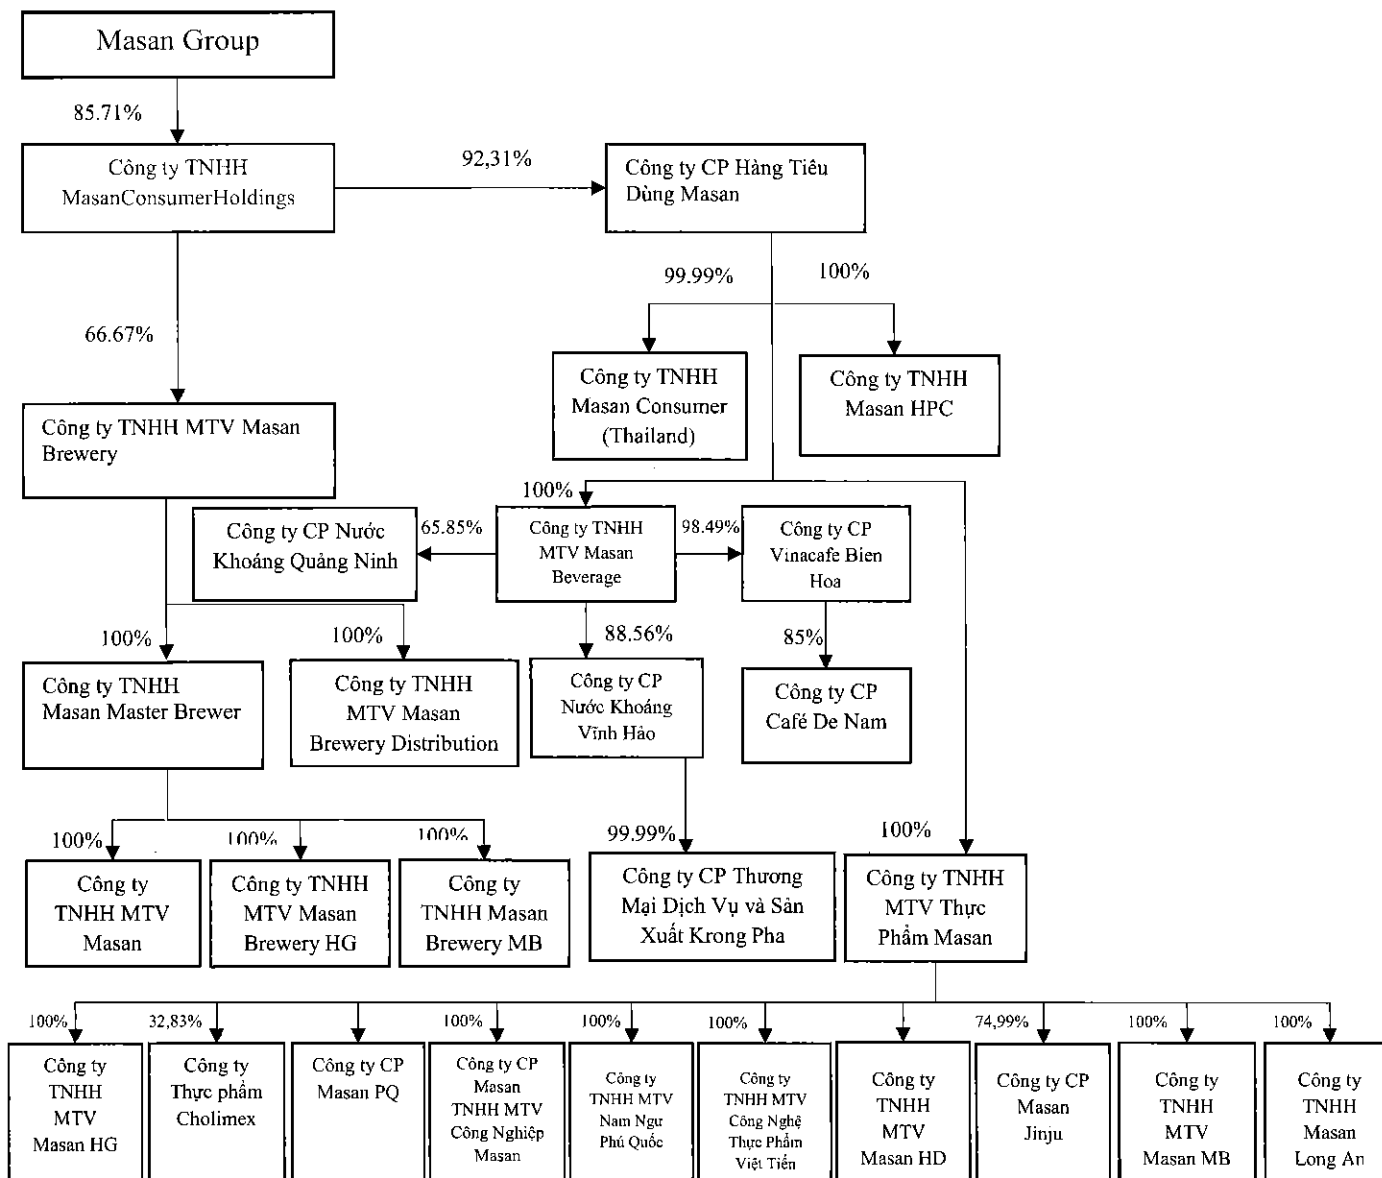 Masan Group
85.71%
Công ty TNHH
MasanConsumerHoldings
92,31%
Công ty CP Hàng Tiêu
Dùng Masan
99.99%
100%
66.67%
Công ty TNHH
Masan Consumer
(Thailand)
Công ty TNHH
Masan HPC
Công ty TNHH MTV Masan
Brewery
100%
Công ty CP Nước
Khoáng Quảng Ninh
65.85%
Công ty TNHH
MTV Masan
Beverage
98.49%
Công ty CP
Vinacafe Bien
Hoa
100%
100%
88.56%
85%
Công ty TNHH
Masan Master Brewer
Công ty TNHH
MTV Masan
Brewery Distribution
Công ty CP
Nước Khoáng
Vĩnh Hảo
Công ty CP
Café De Nam
100%
100%
100%
99.99%
100%
Công ty
TNHH MTV
Masan
Công ty TNHH
MTV Masan
Brewery HG
Công ty
TNHH Masan
Brewery MB
Công ty CP Thương
Mại Dịch Vụ và Sản
Xuất Krong Pha
Công ty TNHH
MTV Thực
Phẩm Masan
100%
32,83%
100%
100%
100%
74,99%
100%
100%
Công ty
TNHH
MTV
Masan HG
Công ty
Thực phẩm
Cholimex
Công ty CP
Masan PQ
Công ty CP
Masan
TNHH MTV
Công Nghiệp
Masan
Công ty
TNHH MTV
Nam Ngư
Phú Quốc
Công ty
TNHH MTV
Công Nghệ
Thực Phẩm
Việt Tiến
Công ty
TNHH
MTV
Masan HD
Công ty CP
Masan
Jinju
Công ty
TNHH
MTV
Masan MB
Công ty
TNHH
Masan
Long An